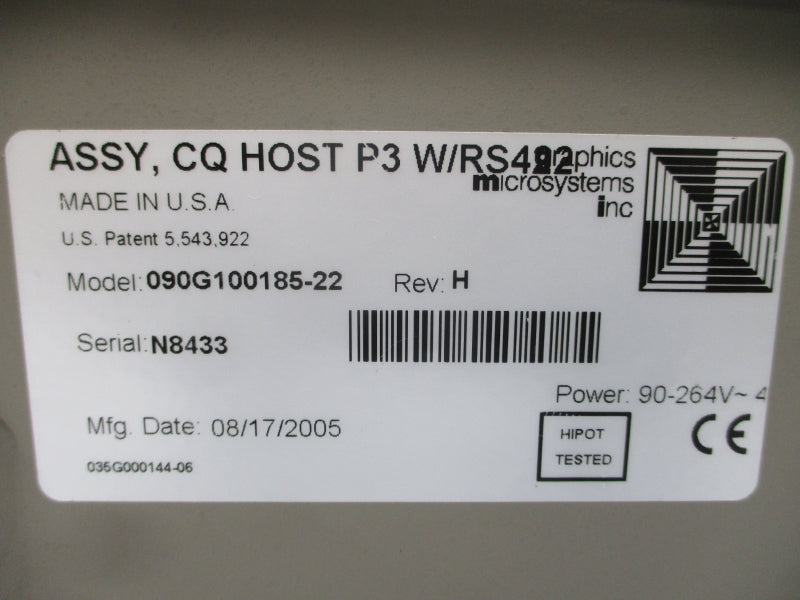 ASSY, CQ HOST P3 W/RS422
graphics
microsystems
inc
MADE IN U.S.A.
U.S. Patent 5,543,922
Model: 090G100185-22 Rev: H
Serial: N8433
Power: 90-264V~ 4
Mfg. Date: 08/17/2005
HIPOT
TESTED
CE
035G000144-06